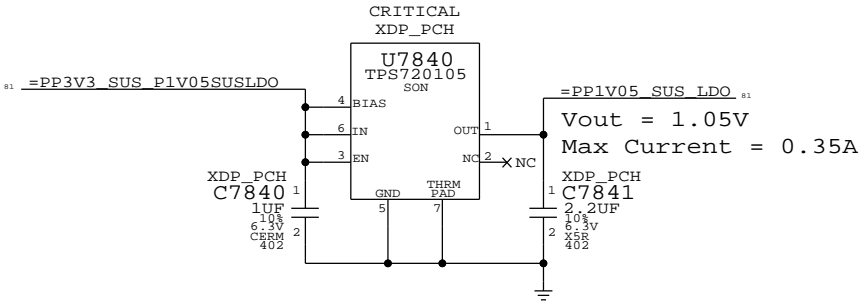 CRITICAL
XDP_PCH
U7840
TPS720105
SON
81 =PP3V3_SUS_P1V05SUSLDO
=PP1V05_SUS_LDO 81
4 BIAS
6 IN
OUT 1
3 EN
NC 2 NC
Vout = 1.05V
Max Current = 0.35A
GND
THRM
PAD
5
7
XDP_PCH
C7840 1
1UF
10%
6.3V
CERM
402
2
XDP_PCH
1 C7841
2.2UF
10%
6.3V
X5R
402
2